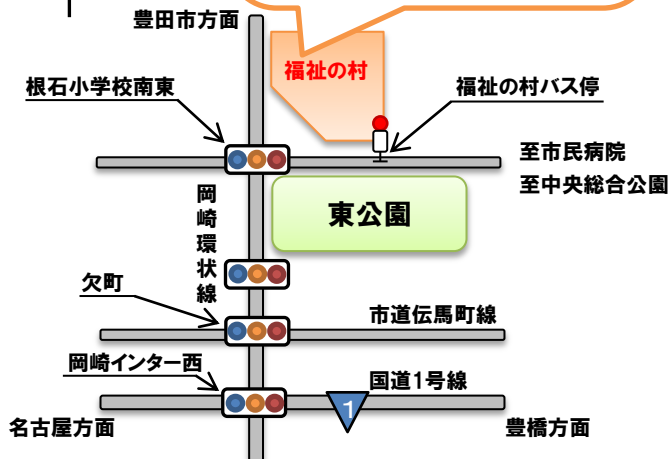 豊田市方面
福祉の村
根石小学校南東
福祉の村バス停
至市民病院
至中央総合公園
岡崎環状線
東公園
欠町
市道伝馬町線
岡崎インター西
国道1号線
1
名古屋方面
豊橋方面